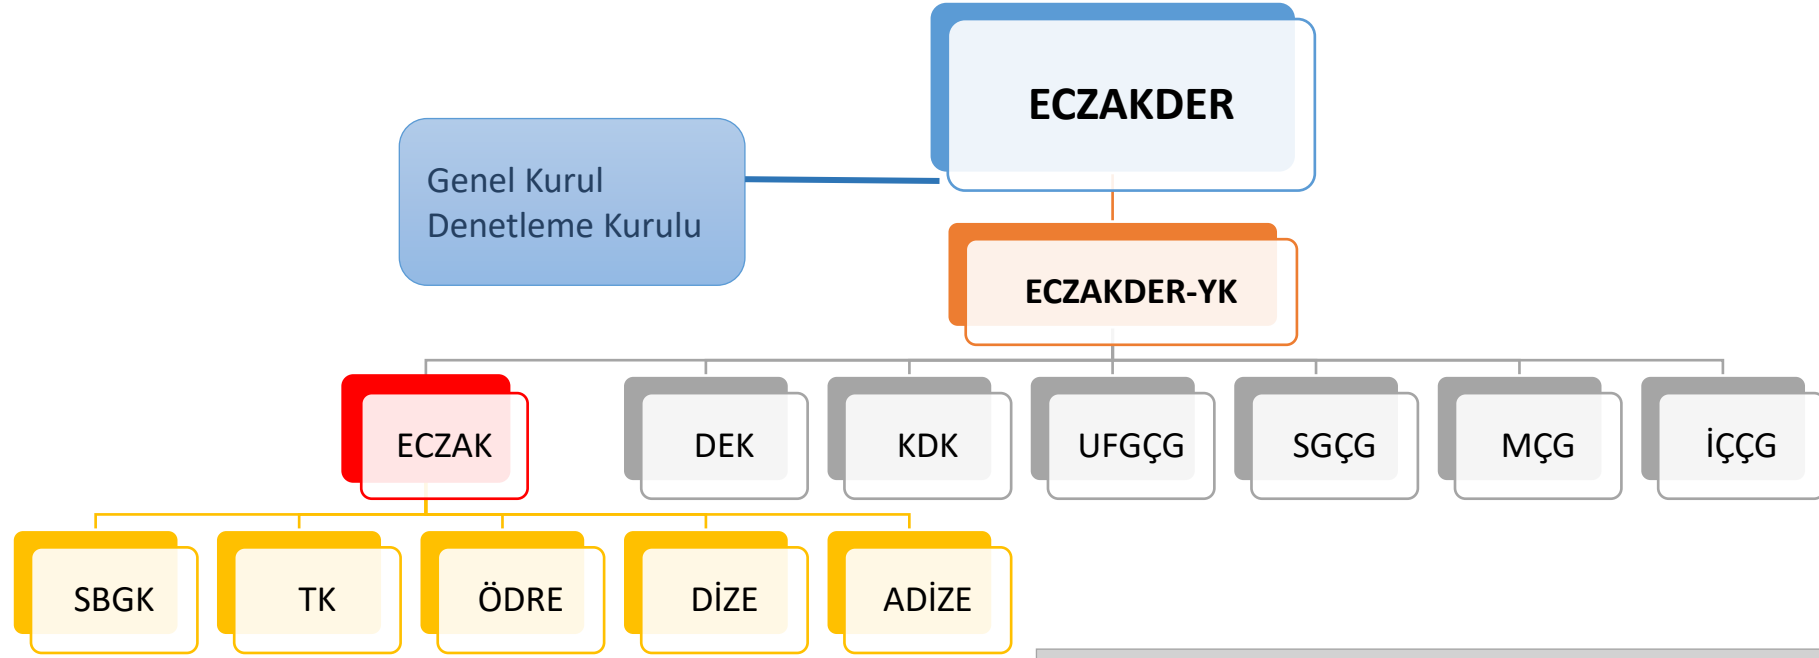 ECZAKDER
Genel Kurul
Denetleme Kurulu
ECZAKDER-YK
ECZAK
DEK
KDK
UFGÇG
SGÇG
MÇG
İÇÇG
SBGK
TK
ÖDRE
DİZE
ADİZE